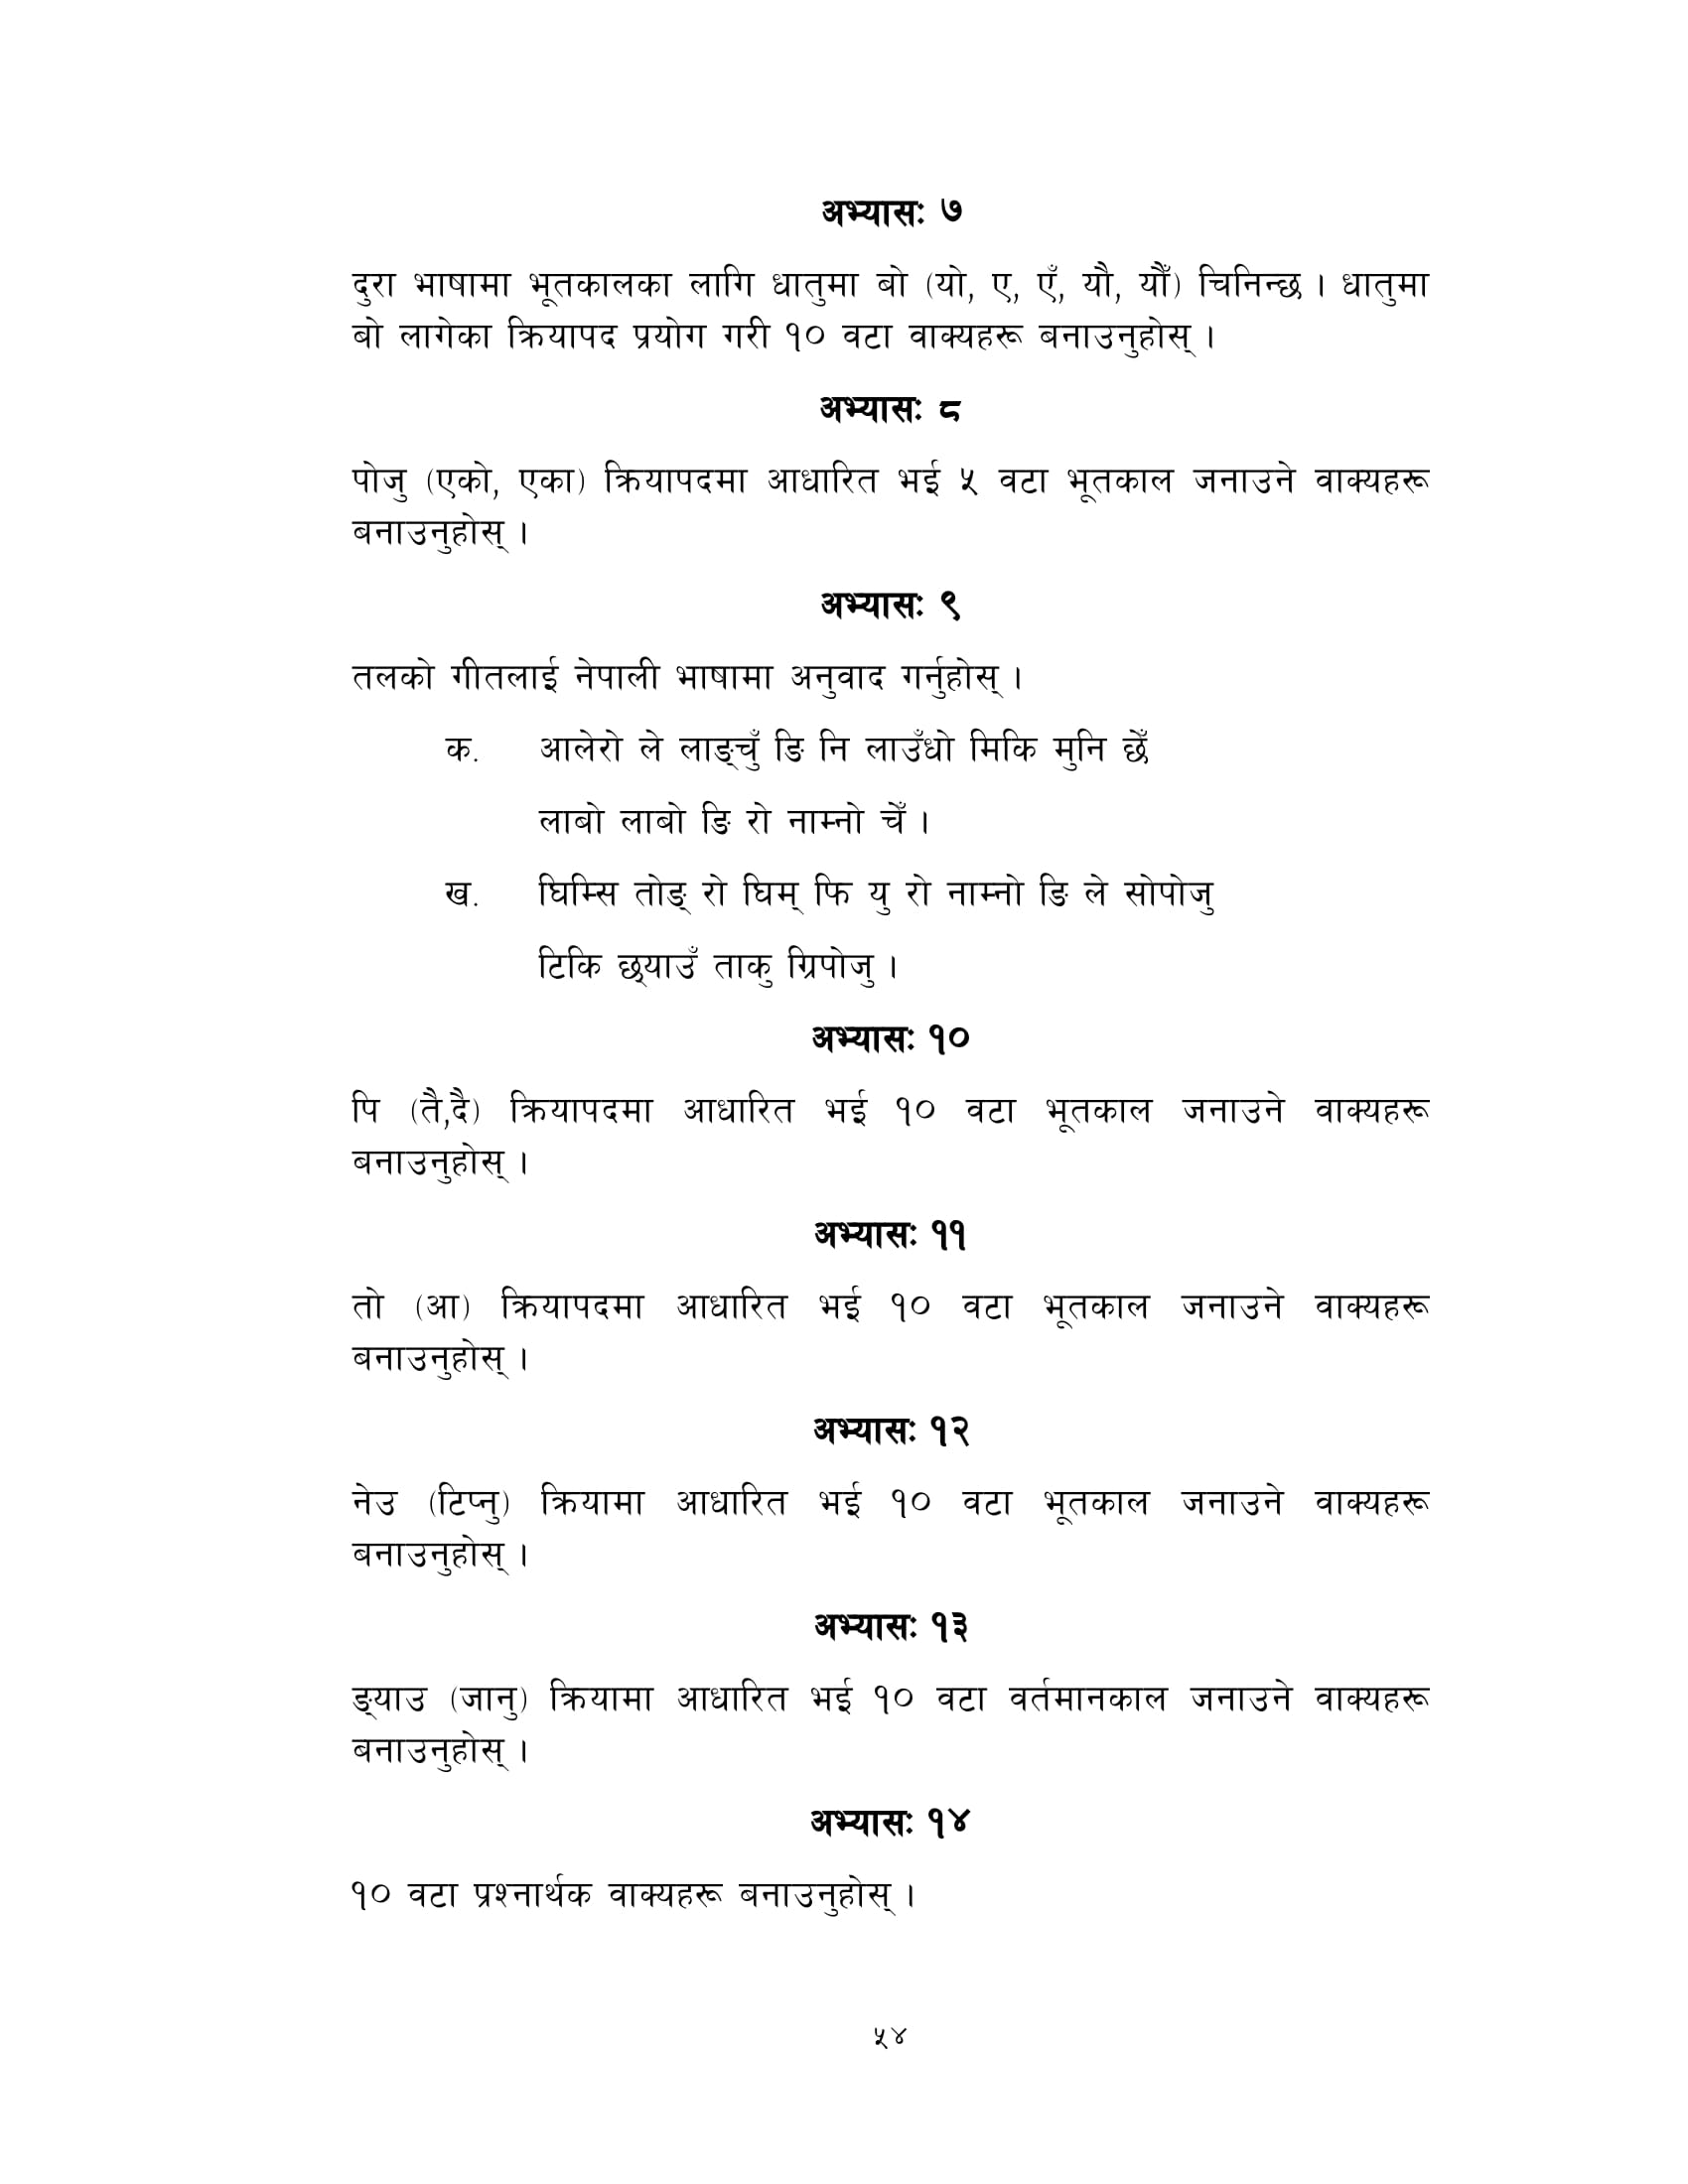 अभ्यासः ७
दुरा भाषामा भूतकालका लागि धातुमा बो (यो, ए, एँ, यौ, यौँ) चिनिन्छ । धातुमा
बो लागेका क्रियापद प्रयोग गरी १० वटा वाक्यहरू बनाउनुहोस् ।
अभ्यासः ८
पोजु (एको, एका) क्रियापदमा आधारित भई ५ वटा भूतकाल जनाउने वाक्यहरू
बनाउनुहोस् ।
अभ्यासः ९
तलको गीतलाई नेपाली भाषामा अनुवाद गर्नुहोस् ।
क. आलेरो ले लाङ्चुँ ङि नि लाउँधो मिकि मुनि छेँ
लाबो लाबो ङि रो नाम्नो चेँ ।
ख. घिम्सि तोङ् रो घिम् फि यु रो नाम्नो ङि ले सोपोजु
टिकि छ्याउँ ताकु ग्रिपोजु ।
अभ्यासः १०
पि (तै,दै) क्रियापदमा आधारित भई १० वटा भूतकाल जनाउने वाक्यहरू
बनाउनुहोस् ।
अभ्यासः ११
तो (आ) क्रियापदमा आधारित भई १० वटा भूतकाल जनाउने वाक्यहरू
बनाउनुहोस् ।
अभ्यासः १२
नेउ (टिप्नु) क्रियामा आधारित भई १० वटा भूतकाल जनाउने वाक्यहरू
बनाउनुहोस् ।
अभ्यासः १३
ङ्याउ (जानु) क्रियामा आधारित भई १० वटा वर्तमानकाल जनाउने वाक्यहरू
बनाउनुहोस् ।
अभ्यासः १४
१० वटा प्रश्नार्थक वाक्यहरू बनाउनुहोस् ।
५४